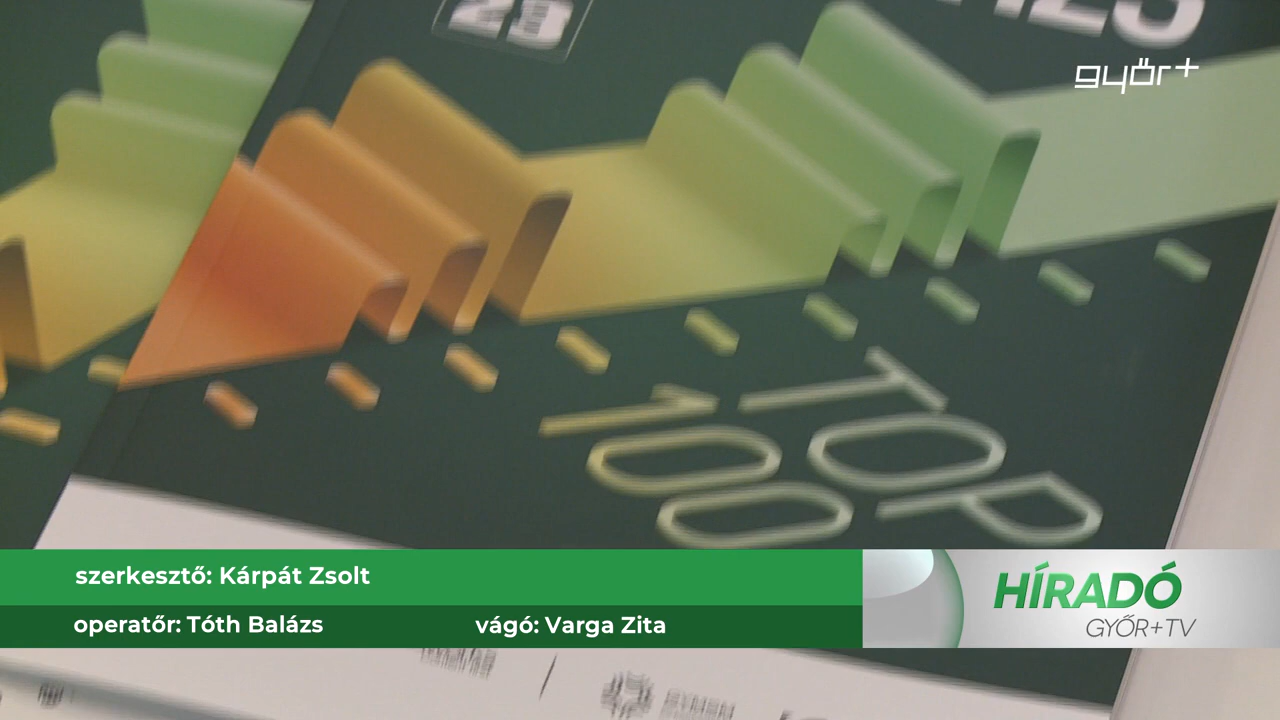 győr+
TOP
100
szerkesztő: Kárpát Zsolt
operatőr: Tóth Balázs
vágó: Varga Zita
HÍRADÓ
GYŐR+TV